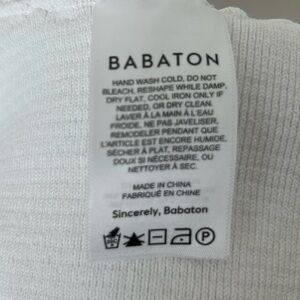 BABATON
HAND WASH COLD, DO NOT
BLEACH, RESHAPE WHILE DAMP,
DRY FLAT, COOL IRON ONLY IF
NEEDED, OR DRY CLEAN.
LAVER À LA MAIN À L'EAU
FROIDE, NE PAS JAVELISER,
REMODELER PENDANT QUE
L'ARTICLE EST ENCORE HUMIDE,
SÉCHER À PLAT, REPASSAGE
DOUX SI NÉCESSAIRE, OU
NETTOYER À SEC.
MADE IN CHINA
FABRIQUÉ EN CHINE
Sincerely, Babaton
P